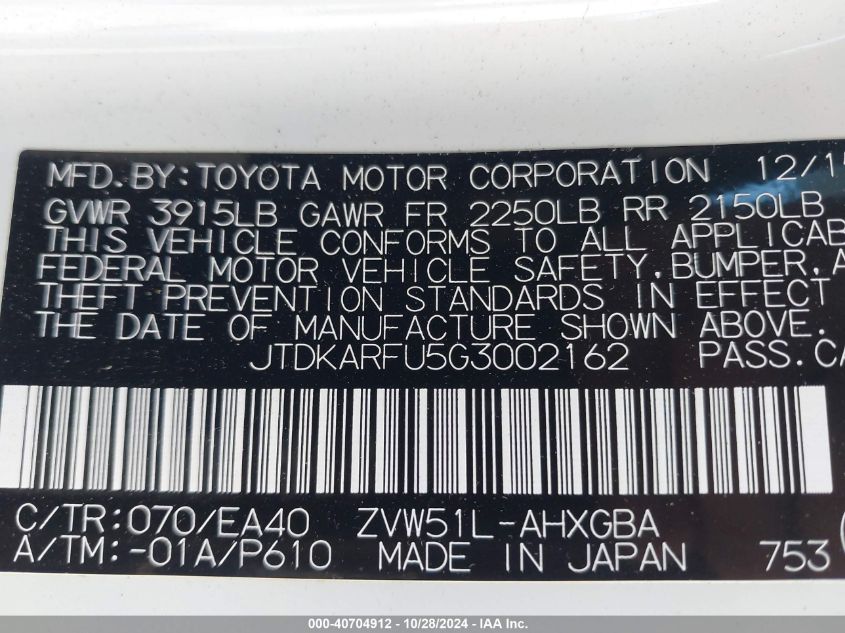 MFD. BY: TOYOTA MOTOR CORPORATION 12/1
GVWR 3915LB GAWR FR 2250LB RR 2150LB
THIS VEHICLE CONFORMS TO ALL APPLICAB
FEDERAL MOTOR VEHICLE SAFETY, BUMPER, A
THEFT PREVENTION STANDARDS IN EFFECT
THE DATE OF MANUFACTURE SHOWN ABOVE.
JTDKARFU5G3002162 PASS.CA
C/TR:070/EA40 ZVW51L-AHXGBA
A/TM:-01A/P610 MADE IN JAPAN 753
000-40704912 - 10/28/2024 - IAA Inc.